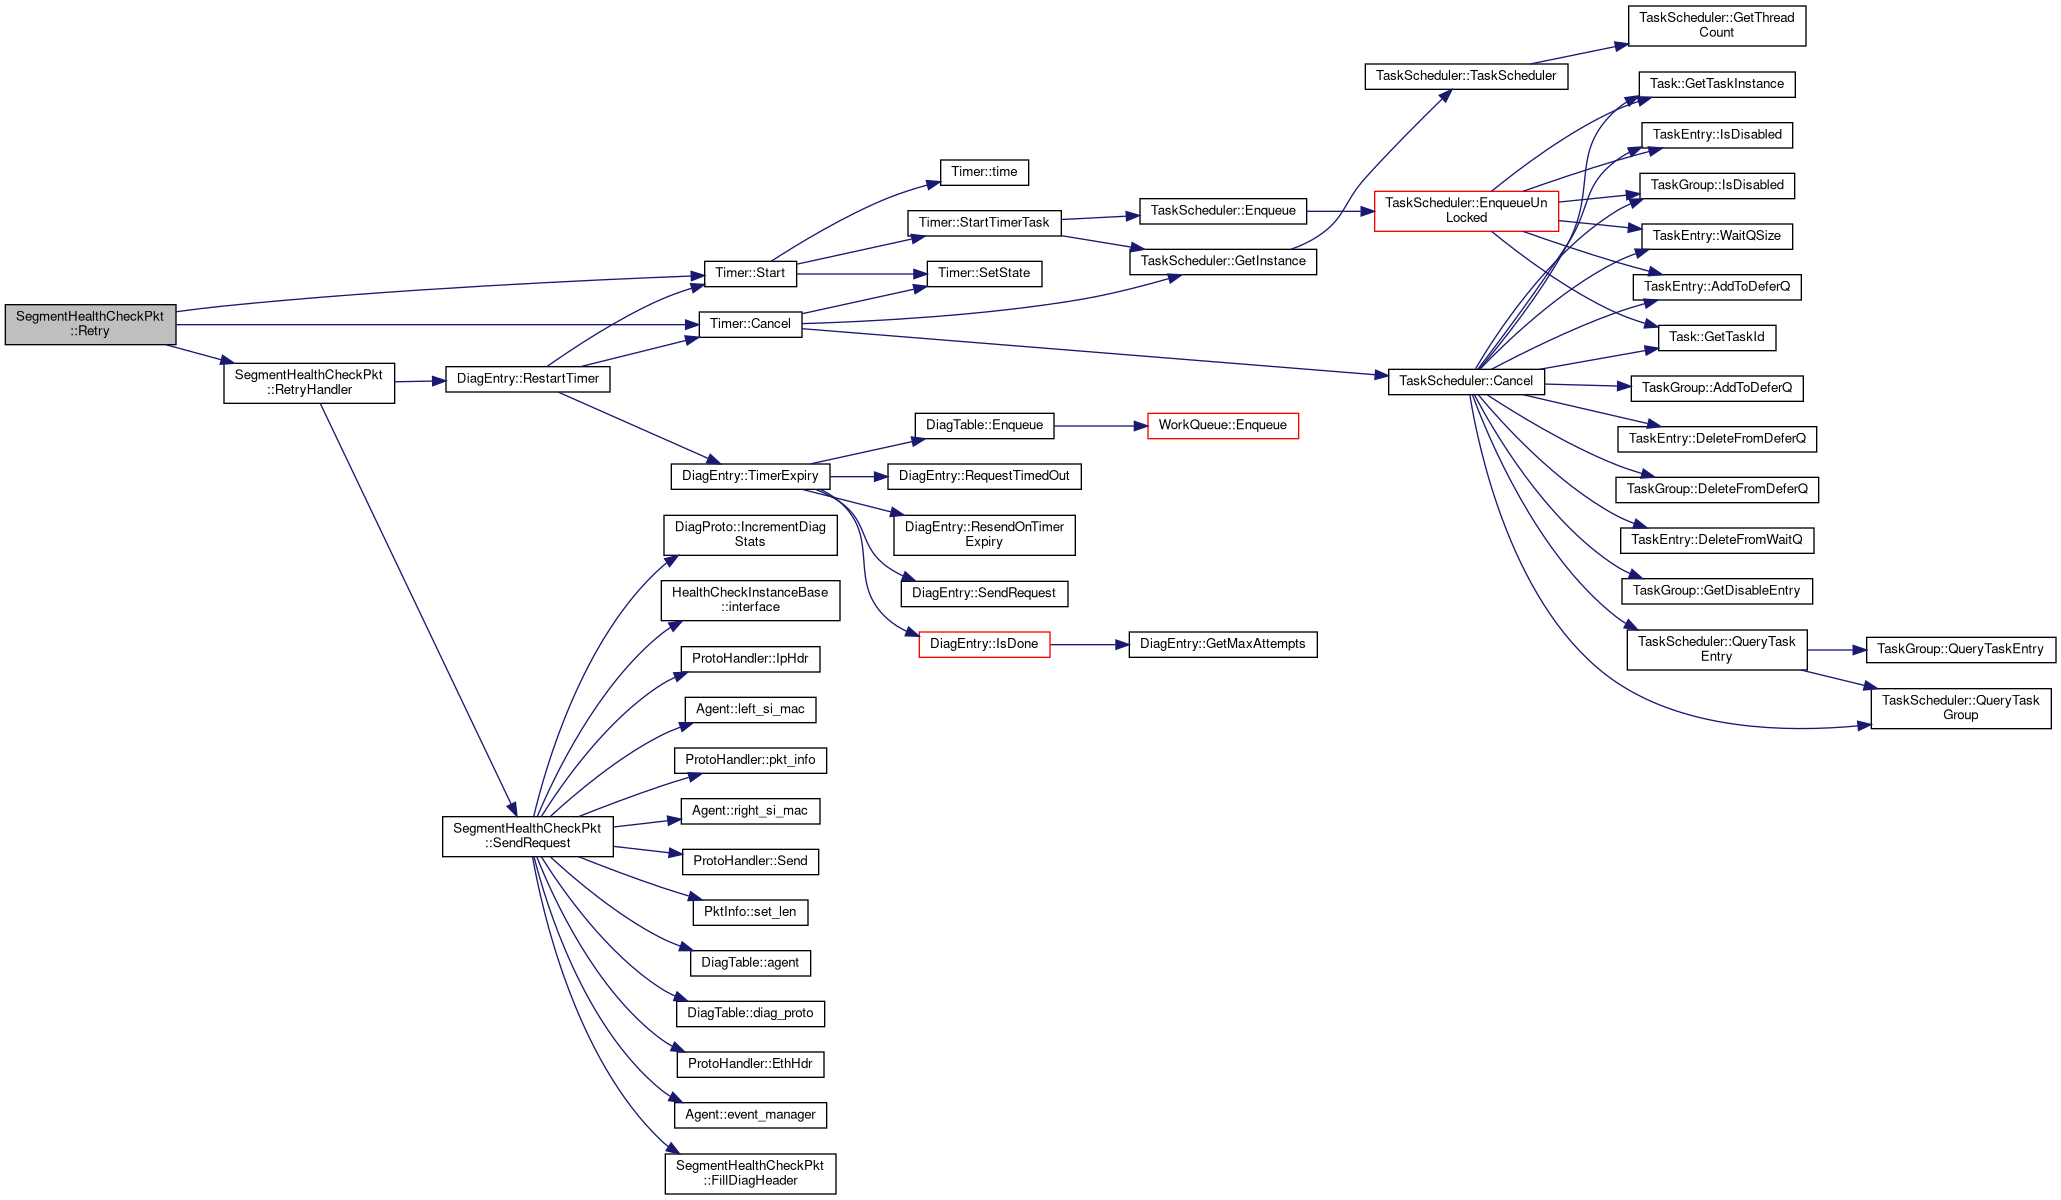 SegmentHealthCheckPkt
::Retry
SegmentHealthCheckPkt
::RetryHandler
DiagEntry::RestartTimer
SegmentHealthCheckPkt
::SendRequest
Timer::Start
Timer::Cancel
DiagEntry::TimerExpiry
DiagProto::IncrementDiag
Stats
HealthCheckInstanceBase
::interface
ProtoHandler::IpHdr
Agent::left_si_mac
ProtoHandler::pkt_info
Agent::right_si_mac
ProtoHandler::Send
PktInfo::set_len
DiagTable::agent
DiagTable::diag_proto
ProtoHandler::EthHdr
Agent::event_manager
SegmentHealthCheckPkt
::FillDiagHeader
Timer::time
Timer::StartTimerTask
Timer::SetState
DiagTable::Enqueue
DiagEntry::RequestTimedOut
DiagEntry::ResendOnTimer
Expiry
DiagEntry::SendRequest
DiagEntry::IsDone
TaskScheduler::Enqueue
TaskScheduler::GetInstance
WorkQueue::Enqueue
DiagEntry::GetMaxAttempts
TaskScheduler::TaskScheduler
TaskScheduler::EnqueueUn
Locked
TaskScheduler::Cancel
TaskScheduler::GetThread
Count
Task::GetTaskInstance
TaskEntry::IsDisabled
TaskGroup::IsDisabled
TaskEntry::WaitQSize
TaskEntry::AddToDeferQ
Task::GetTaskId
TaskGroup::AddToDeferQ
TaskEntry::DeleteFromDeferQ
TaskGroup::DeleteFromDeferQ
TaskEntry::DeleteFromWaitQ
TaskGroup::GetDisableEntry
TaskScheduler::QueryTask
Entry
TaskGroup::QueryTaskEntry
TaskScheduler::QueryTask
Group